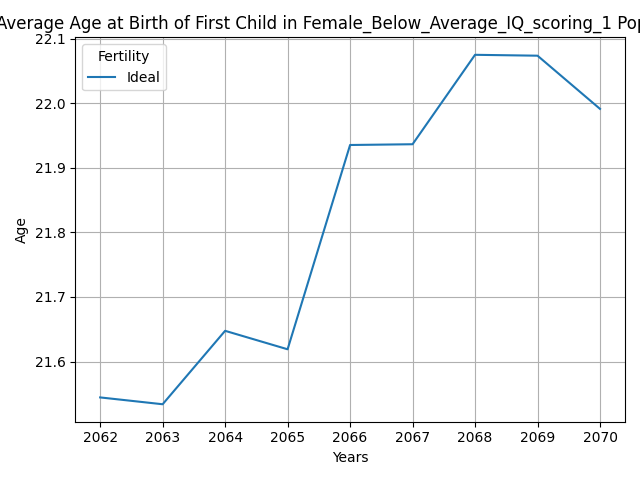 Average Age at Birth of First Child in Female_Below_Average_IQ_scoring_1
22.1
22.0
21.9
21.8
21.7
21.6
Age
Fertility
Ideal
2062 2063 2064 2065 2066 2067 2068 2069 2070
Years